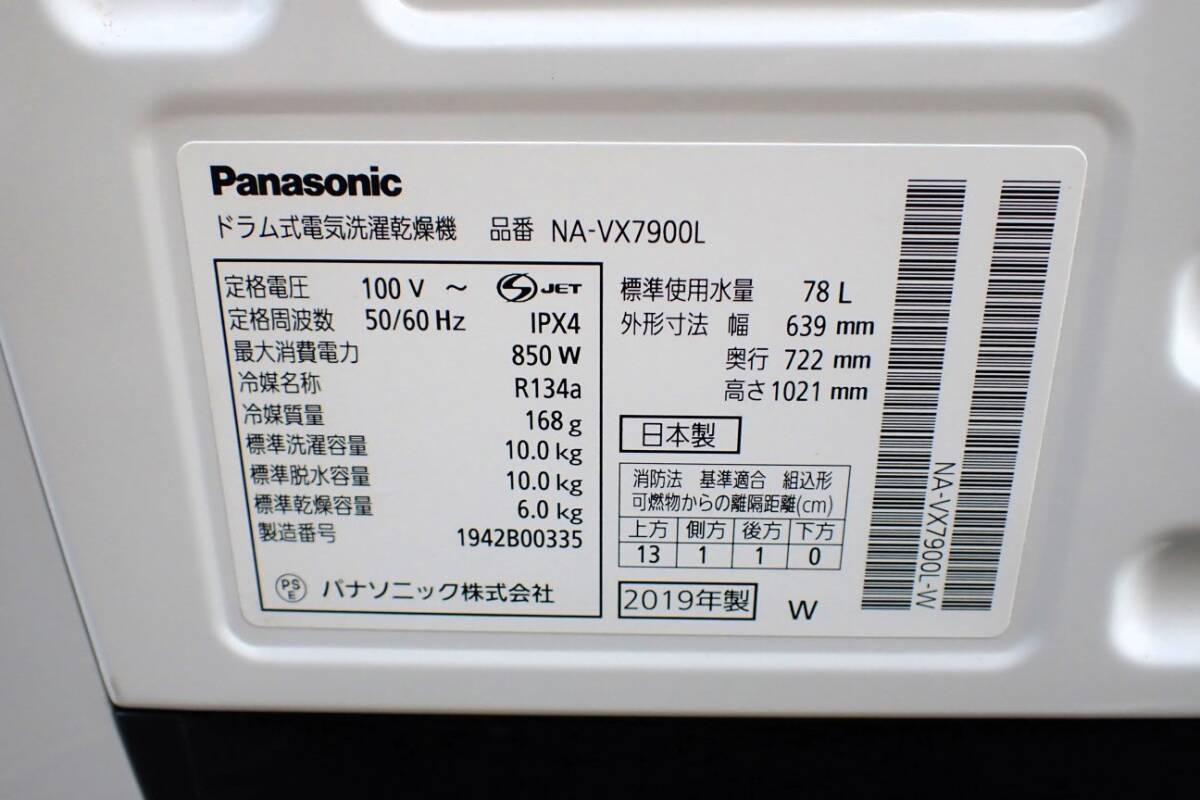 Panasonic
ドラム式電気洗濯乾燥機 品番 NA-VX7900L
定格電圧 100 V ～ S JET
定格周波数 50/60 Hz IPX4
最大消費電力 850 W
冷媒名称 R134a
冷媒質量 168 g
標準洗濯容量 10.0 kg
標準脱水容量 10.0 kg
標準乾燥容量 6.0 kg
製造番号 1942B00335
PS E パナソニック株式会社
標準使用水量 78 L
外形寸法 幅 639 mm
奥行 722 mm
高さ 1021 mm
日本製
消防法 基準適合 組込形
可燃物からの離隔距離(cm)
上方 側方 後方 下方
13 1 1 0
2019年製 W
NA-VX7900L-W